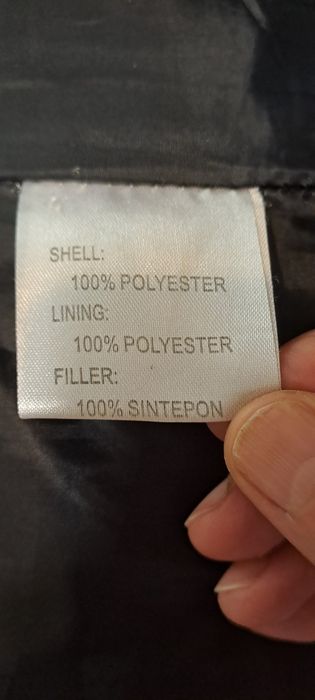 SHELL:
100% POLYESTER
LINING:
100% POLYESTER
FILLER:
100% SINTEPON